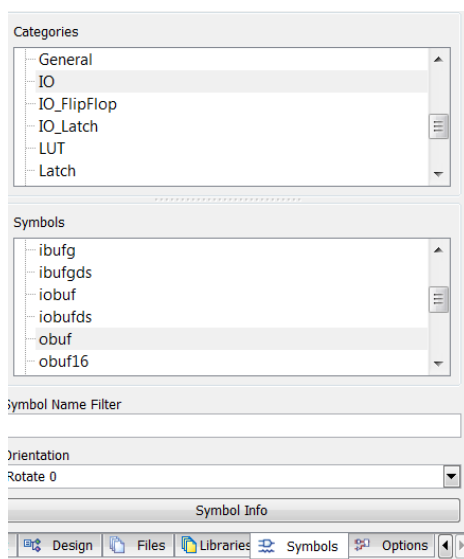 Categories
General
IO
IO_FlipFlop
IO_Latch
LUT
Latch
Symbols
ibufg
ibufgds
iobuf
iobufds
obuf
obuf16
Symbol Name Filter
Orientation
Rotate 0
Symbol Info
Design Files Libraries Symbols Options